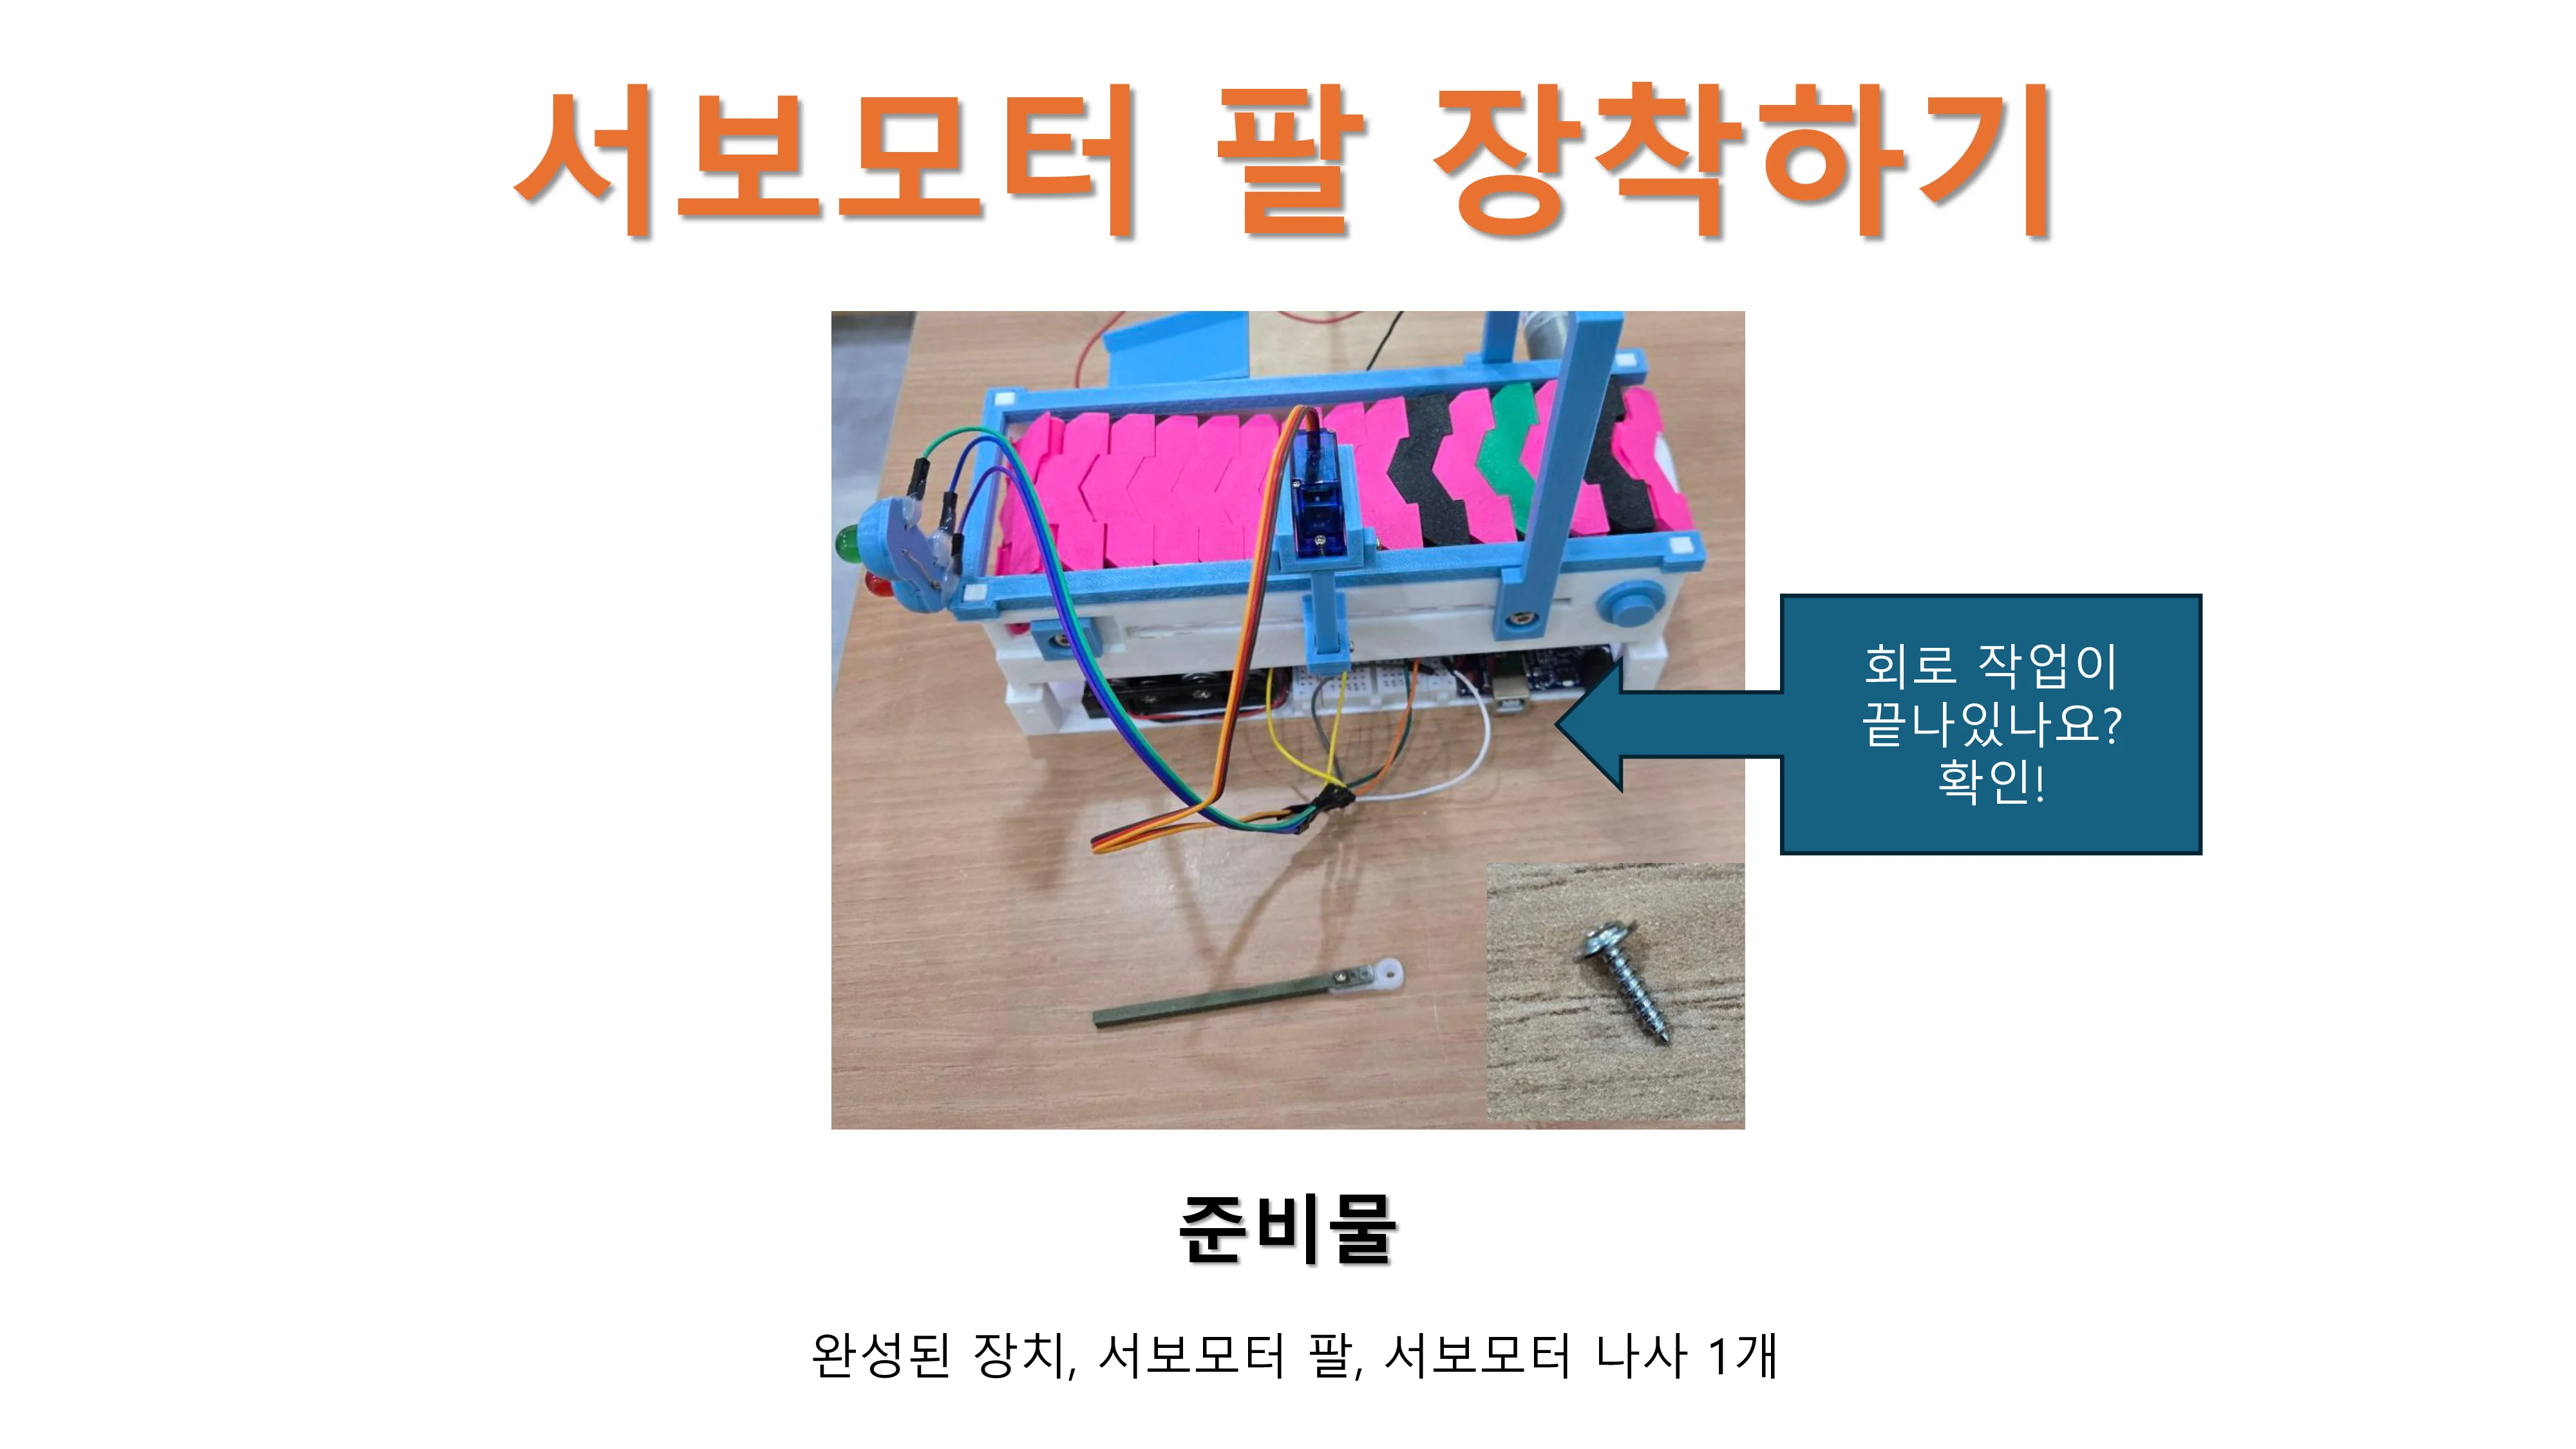 서보모터 팔 장착하기
회로 작업이
끝나있나요?
확인!
준비물
완성된 장치, 서보모터 팔, 서보모터 나사 1개